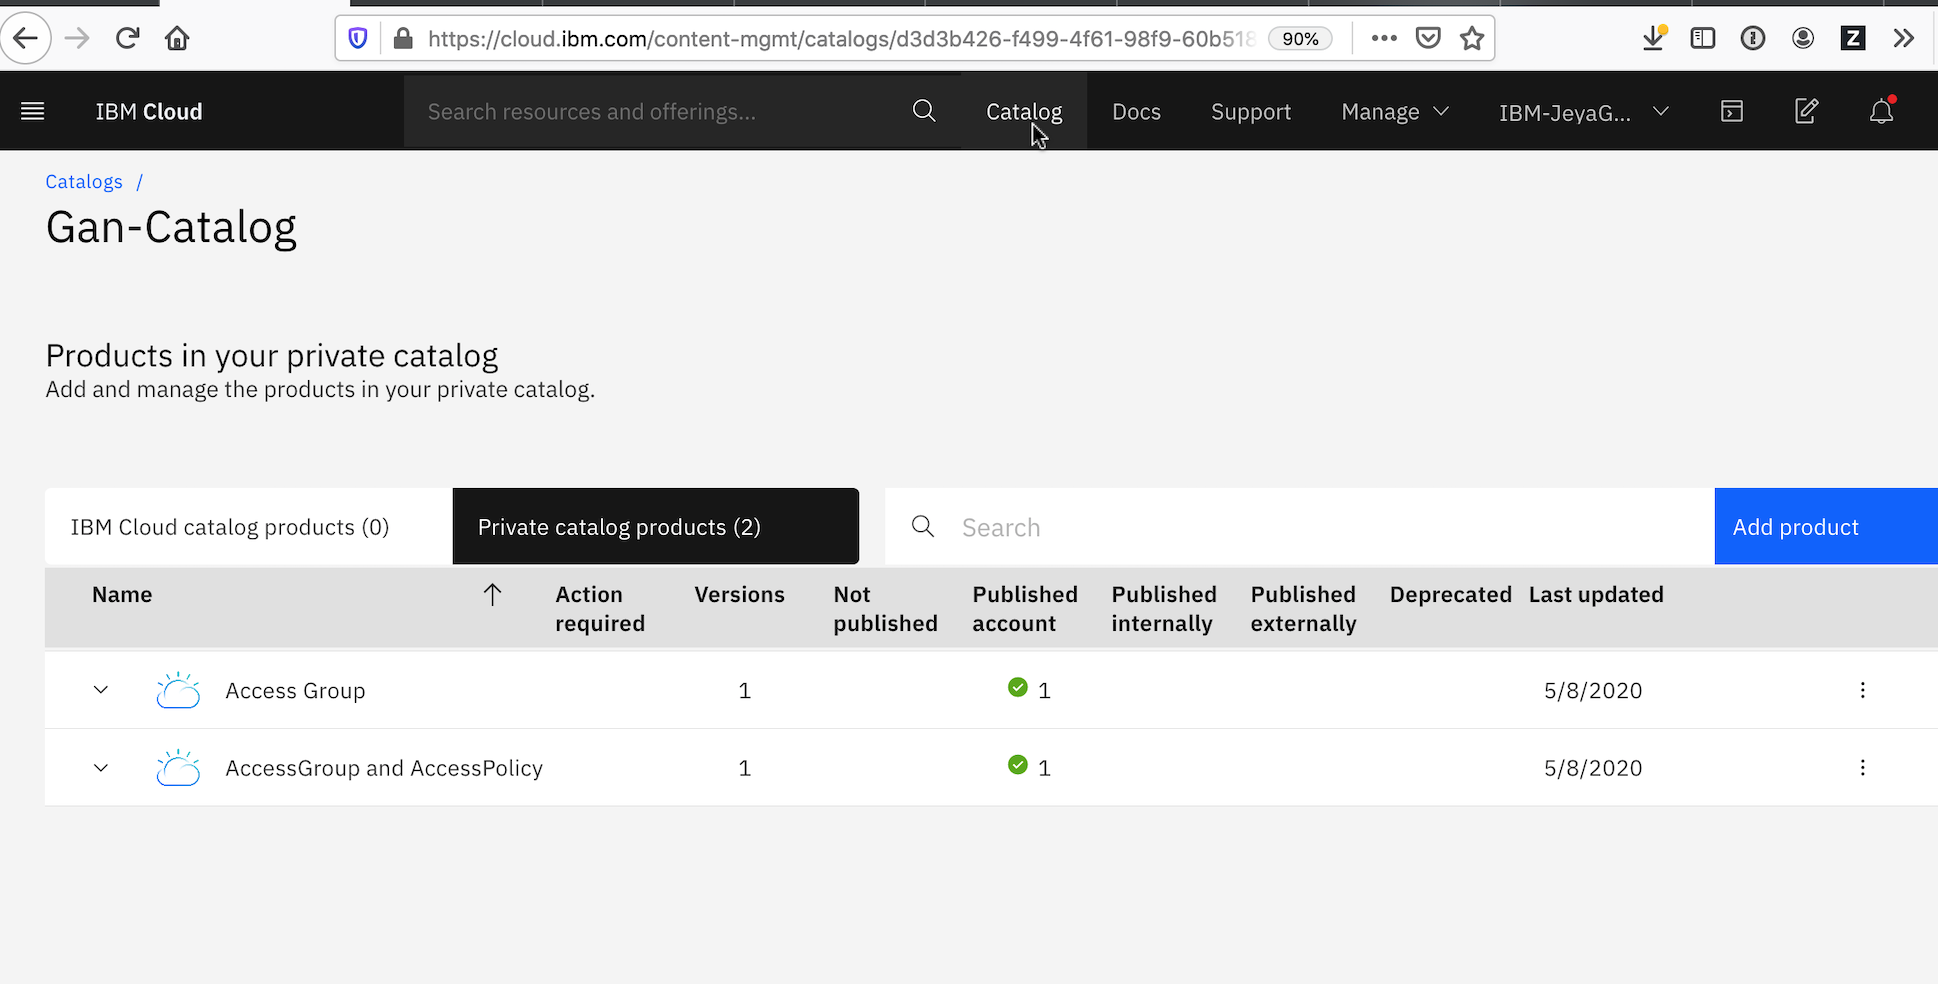 https://cloud.ibm.com/content-mgmt/catalogs/d3d3b426-f499-4f61-98f9-60b518 90%
IBM Cloud Search resources and offerings... Catalog Docs Support Manage IBM-JeyaG...
Catalogs /
Gan-Catalog
Products in your private catalog
Add and manage the products in your private catalog.
IBM Cloud catalog products (0) Private catalog products (2) Search Add product
Name Action required Versions Not published Published account Published internally Published externally Deprecated Last updated
Access Group 1 1 5/8/2020
AccessGroup and AccessPolicy 1 1 5/8/2020